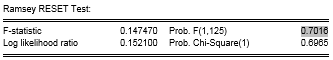 Ramsey RESET Test:
F-statistic 0.147470 Prob. F(1,125) 0.7016
Log likelihood ratio 0.152100 Prob. Chi-Square(1) 0.6965